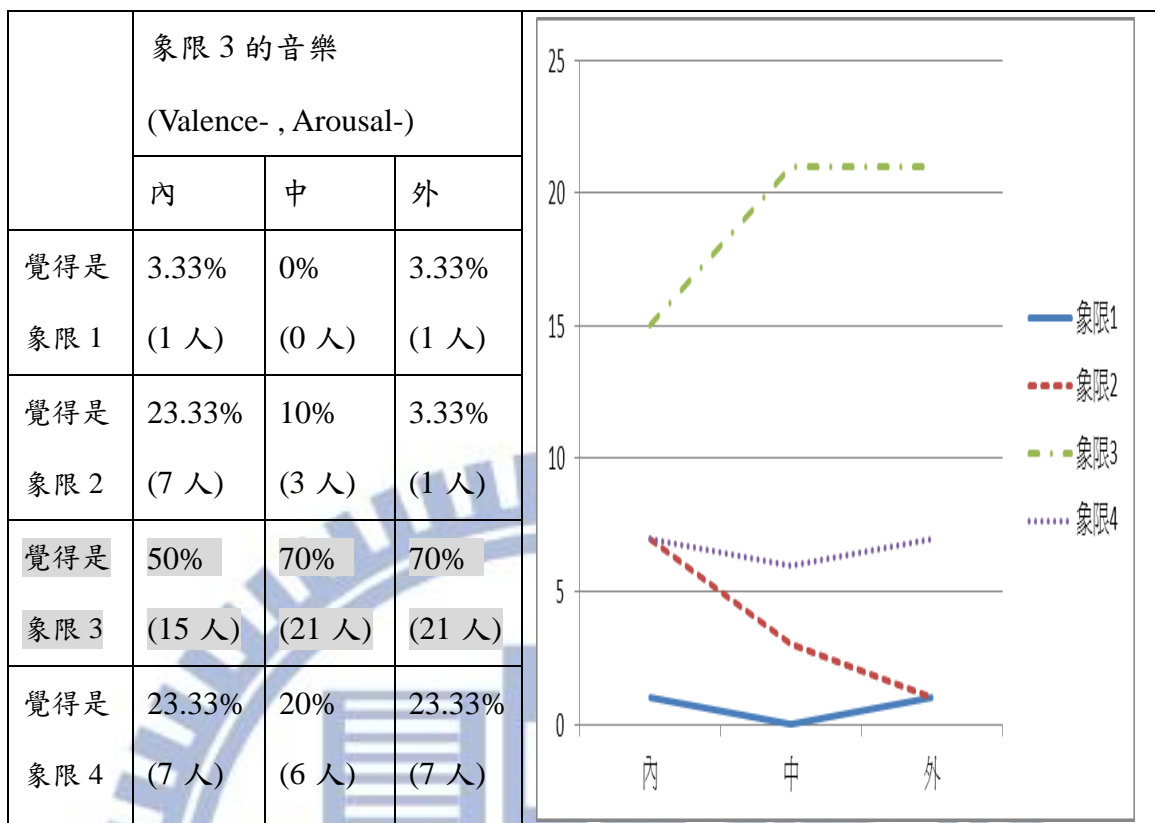 象限 3 的音樂
(Valence- , Arousal-)
內 中 外
覺得是 3.33% 0% 3.33%
象限 1 (1 人) (0 人) (1 人)
覺得是 23.33% 10% 3.33%
象限 2 (7 人) (3 人) (1 人)
覺得是 50% 70% 70%
象限 3 (15 人) (21 人) (21 人)
覺得是 23.33% 20% 23.33%
象限 4 (7 人) (6 人) (7 人)
25
20
15
10
5
0
內 中 外
象限1
象限2
象限3
象限4